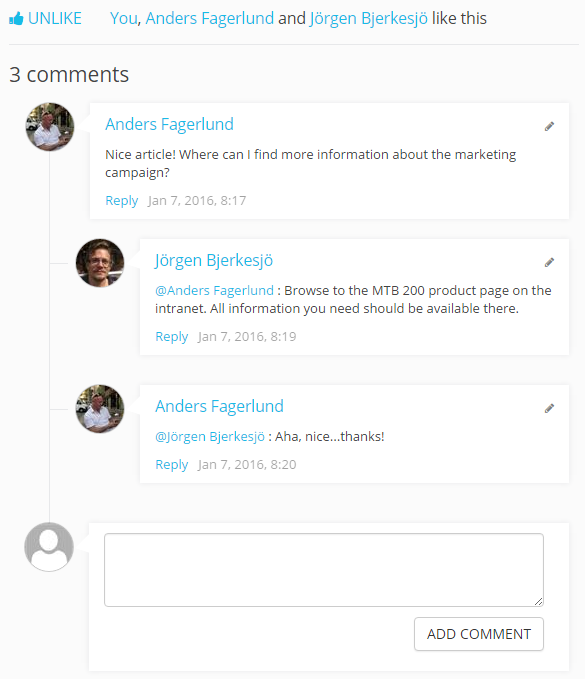 UNLIKE You, Anders Fagerlund and Jörgen Bjerkesjö like this
3 comments
Anders Fagerlund
Nice article! Where can I find more information about the marketing
campaign?
Reply Jan 7, 2016, 8:17
Jörgen Bjerkesjö
@Anders Fagerlund : Browse to the MTB 200 product page on the
intranet. All information you need should be available there.
Reply Jan 7, 2016, 8:19
Anders Fagerlund
@Jörgen Bjerkesjö : Aha, nice...thanks!
Reply Jan 7, 2016, 8:20
ADD COMMENT